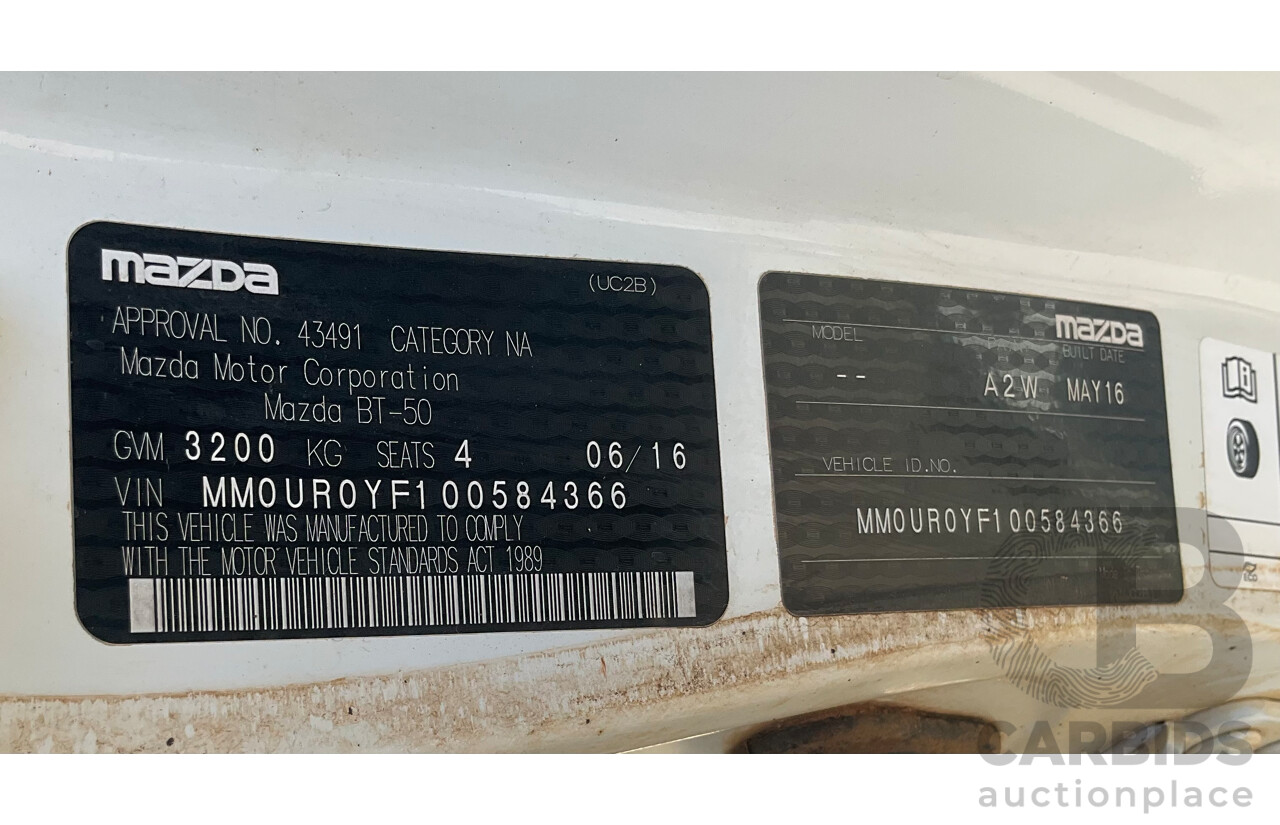 mazda (UC2B)
APPROVAL NO. 43491 CATEGORY NA
Mazda Motor Corporation
Mazda BT-50
GVM 3200 KG SEATS 4 06/16
VIN MM0UR0YF100584366
THIS VEHICLE WAS MANUFACTURED TO COMPLY
WITH THE MOTOR VEHICLE STANDARDS ACT 1989
mazda
MODEL BUILT DATE
-- A2W MAY16
VEHICLE ID.NO.
MM0UR0YF100584366
ECO
CB
CARBIDS
auctionplace